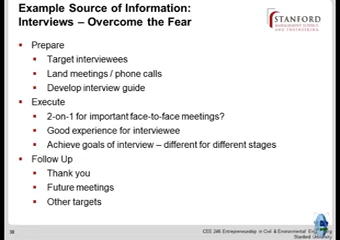 Example Source of Information:
Interviews – Overcome the Fear
STANFORD
MANAGEMENT SCIENCE
AND ENGINEERING
Prepare
Target interviewees
Land meetings / phone calls
Develop interview guide
Execute
2-on-1 for important face-to-face meetings?
Good experience for interviewee
Achieve goals of interview – different for different stages
Follow Up
Thank you
Future meetings
Other targets
CEE 246 Entrepreneurship in Civil & Environmental
Stanford University